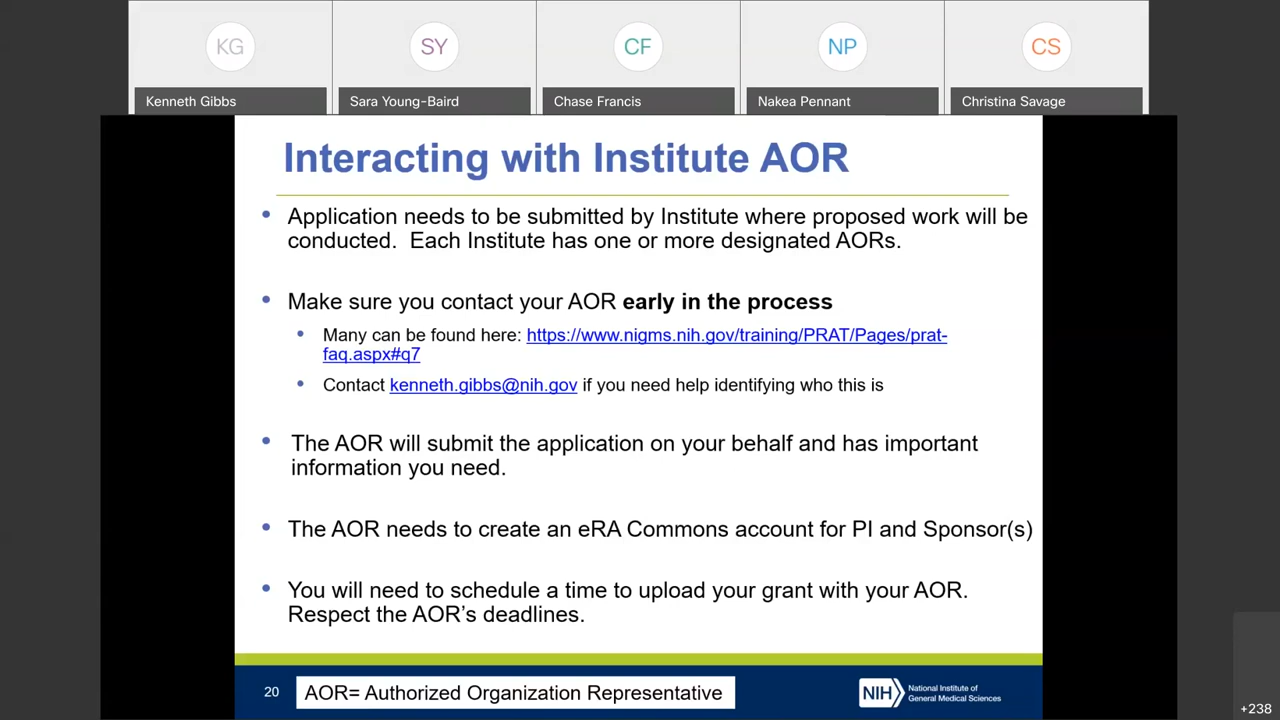 KG
SY
CF
NP
CS
Kenneth Gibbs
Sara Young-Baird
Chase Francis
Nakea Pennant
Christina Savage
Interacting with Institute AOR
• Application needs to be submitted by Institute where proposed work will be
conducted.  Each Institute has one or more designated AORs.
• Make sure you contact your AOR early in the process
• Many can be found here: https://www.nigms.nih.gov/training/PRAT/Pages/prat-
faq.aspx#q7
• Contact kenneth.gibbs@nih.gov if you need help identifying who this is
• The AOR will submit the application on your behalf and has important
information you need.
• The AOR needs to create an eRA Commons account for PI and Sponsor(s)
• You will need to schedule a time to upload your grant with your AOR.
Respect the AOR’s deadlines.
20
AOR= Authorized Organization Representative
NIH
National Institute of
General Medical Sciences
+238